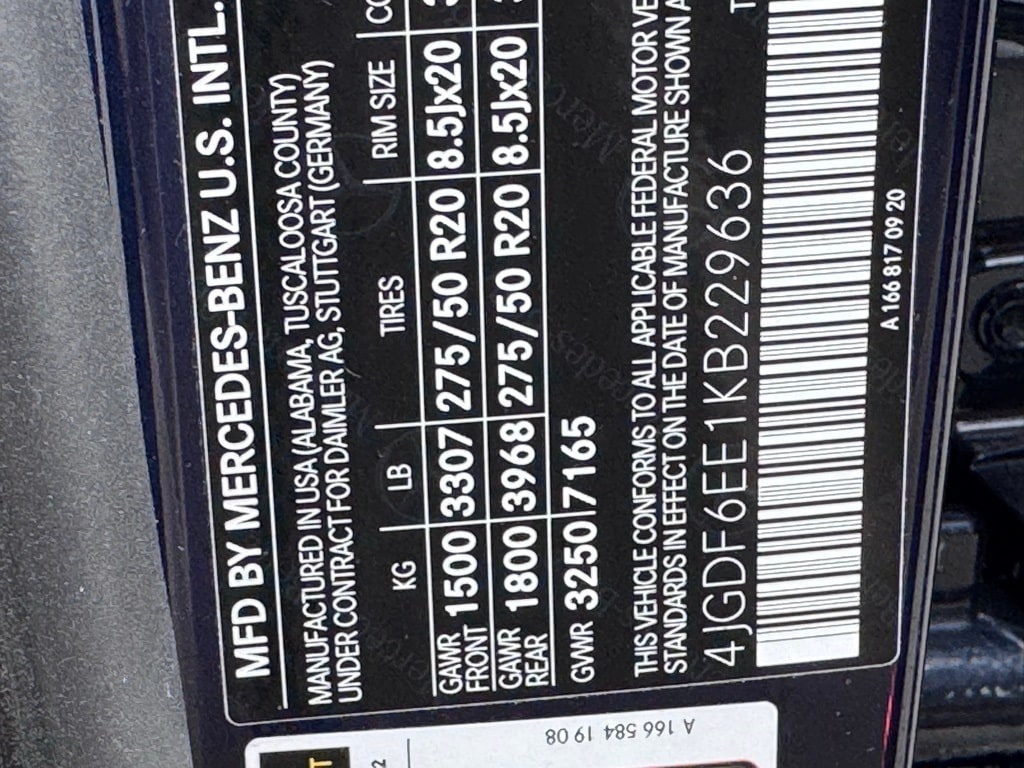 MFD BY MERCEDES-BENZ U.S. INTL.
MANUFACTURED IN USA (ALABAMA, TUSCALOOSA COUNTY)
UNDER CONTRACT FOR DAIMLER AG, STUTTGART (GERMANY)
KG LB TIRES RIM SIZE
GAWR FRONT 1500 3307 275/50 R20 8.5Jx20
GAWR REAR 1800 3968 275/50 R20 8.5Jx20
GWWR 3250 7165
THIS VEHICLE CONFORMS TO ALL APPLICABLE FEDERAL MOTOR VE
STANDARDS IN EFFECT ON THE DATE OF MANUFACTURE SHOWN A
4JGDF6EE1KB229636
A 166 817 09 20
A 166 584 19 08